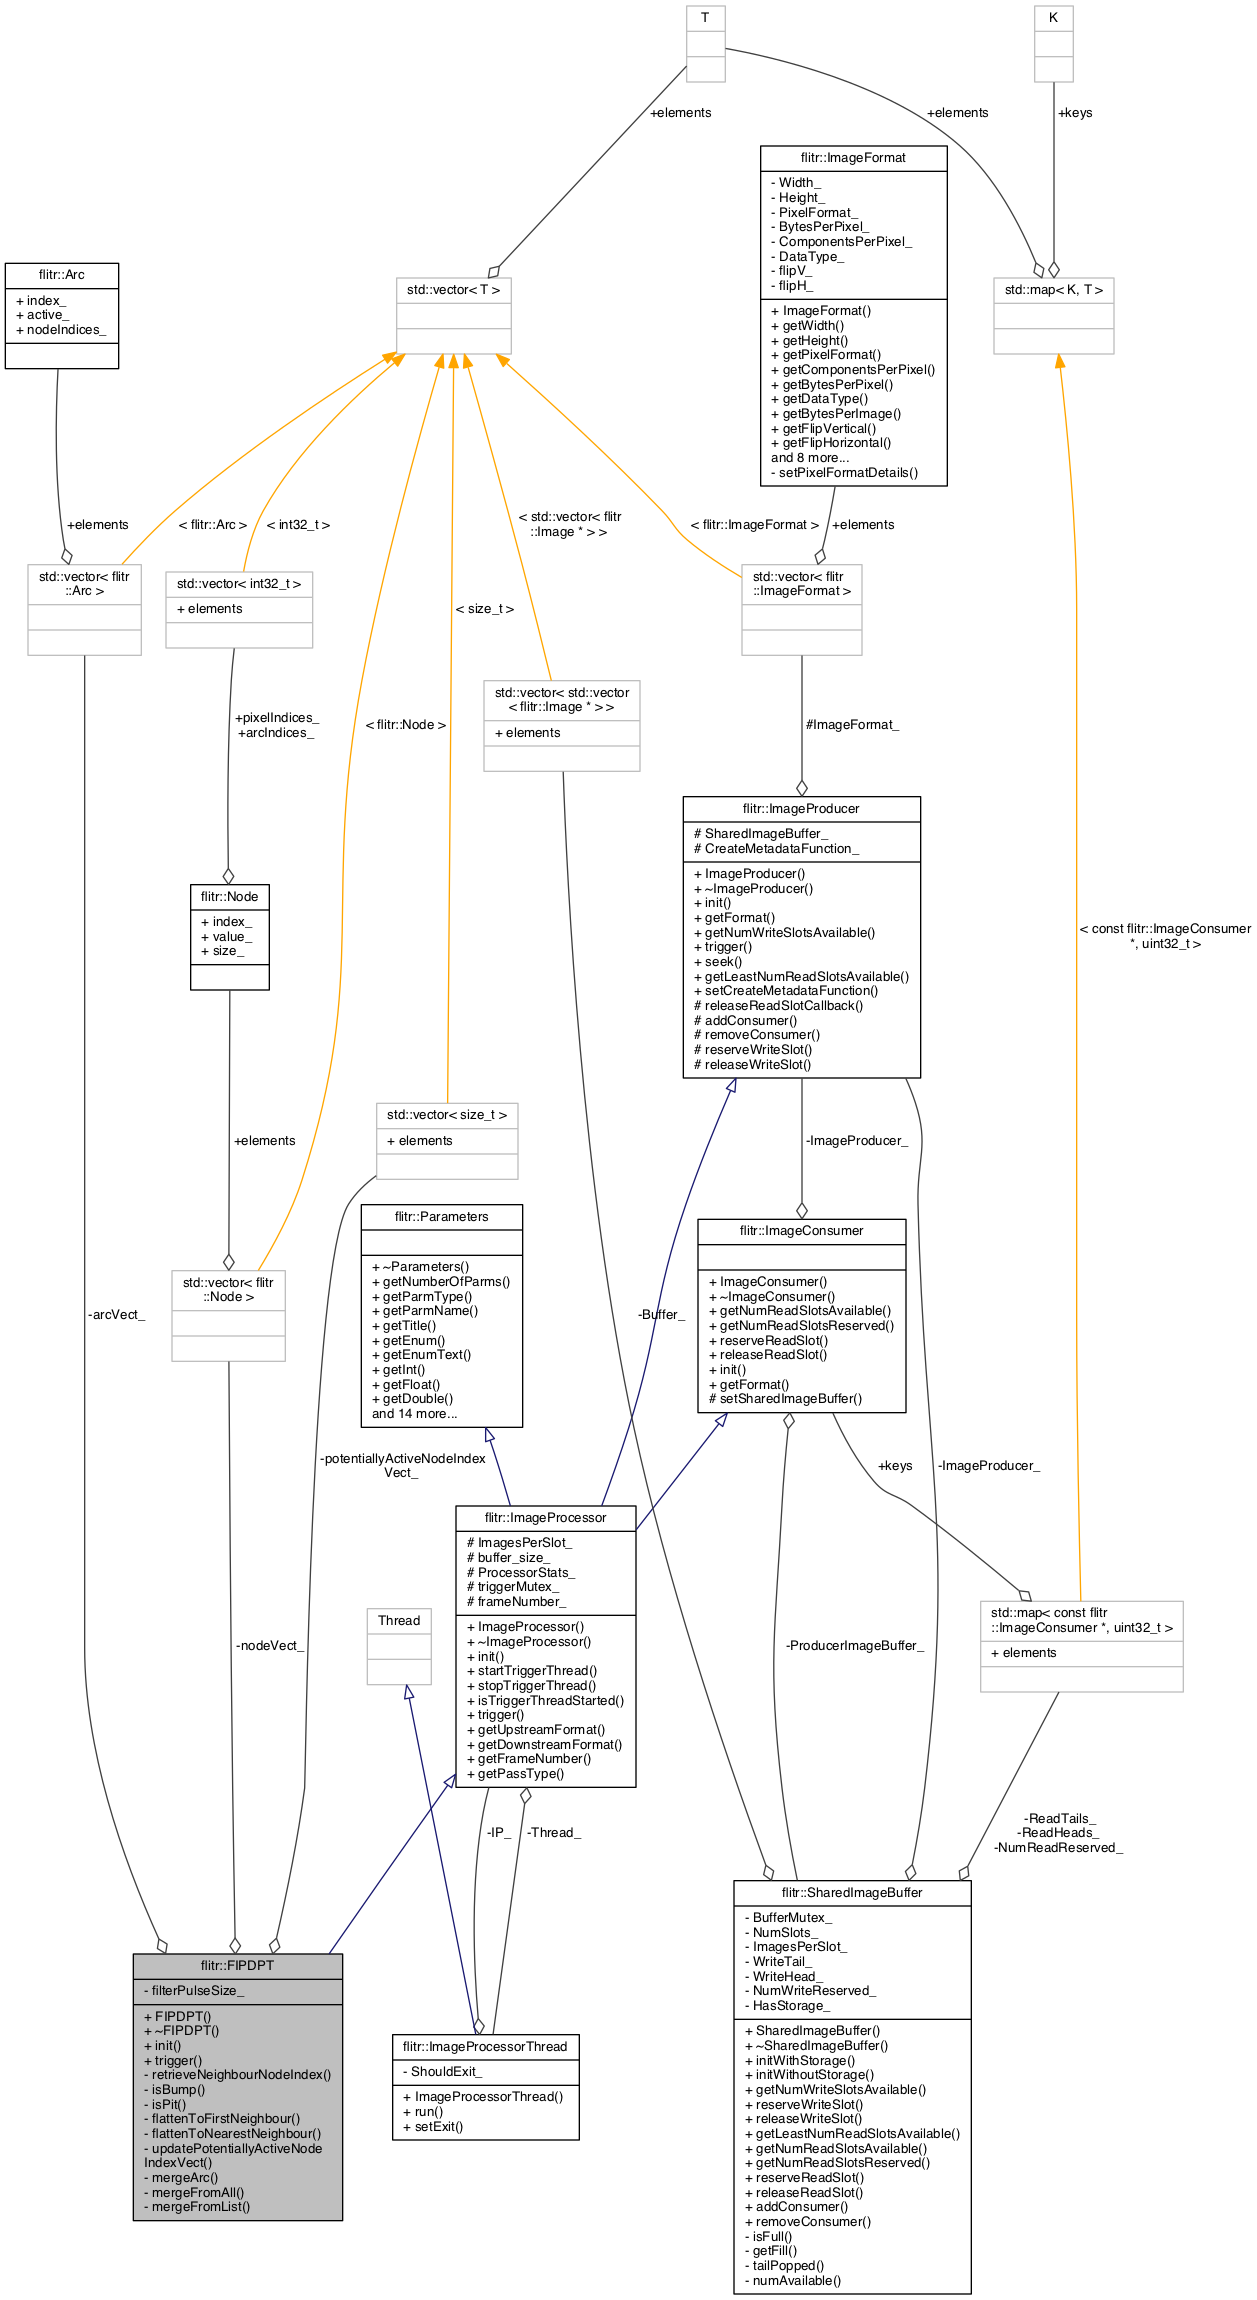 T
K
+elements
+elements
+keys
flitr::ImageFormat
- Width_
- Height_
- PixelFormat_
- BytesPerPixel_
- ComponentsPerPixel_
- DataType_
- flipV_
- flipH_
+ ImageFormat()
+ getWidth()
+ getHeight()
+ getPixelFormat()
+ getComponentsPerPixel()
+ getBytesPerPixel()
+ getDataType()
+ getBytesPerImage()
+ getFlipVertical()
+ getFlipHorizontal()
and 8 more...
- setPixelFormatDetails()
flitr::Arc
+ index_
+ active_
+ nodeIndices_
std::vector< T >
std::map< K, T >
+elements
< flitr::Arc >
< int32_t >
< std::vector< flitr
::Image * > >
< flitr::ImageFormat >
+elements
std::vector< flitr
::Arc >
std::vector< int32_t >
+ elements
< size_t >
std::vector< flitr
::ImageFormat >
std::vector< std::vector
< flitr::Image * > >
+ elements
+pixelIndices_
+arcIndices_
< flitr::Node >
#ImageFormat_
flitr::ImageProducer
# SharedImageBuffer_
# CreateMetadataFunction_
+ ImageProducer()
+ ~ImageProducer()
+ init()
+ getFormat()
+ getNumWriteSlotsAvailable()
+ trigger()
+ seek()
+ getLeastNumReadSlotsAvailable()
+ setCreateMetadataFunction()
# releaseReadSlotCallback()
# addConsumer()
# removeConsumer()
# reserveWriteSlot()
# releaseWriteSlot()
flitr::Node
+ index_
+ value_
+ size_
< const flitr::ImageConsumer
*, uint32_t >
std::vector< size_t >
+ elements
+elements
-ImageProducer_
flitr::Parameters
+ ~Parameters()
+ getNumberOfParms()
+ getParmType()
+ getParmName()
+ getTitle()
+ getEnum()
+ getEnumText()
+ getInt()
+ getFloat()
+ getDouble()
and 14 more...
flitr::ImageConsumer
+ ImageConsumer()
+ ~ImageConsumer()
+ getNumReadSlotsAvailable()
+ getNumReadSlotsReserved()
+ reserveReadSlot()
+ releaseReadSlot()
+ init()
+ getFormat()
# setSharedImageBuffer()
std::vector< flitr
::Node >
-arcVect_
-Buffer_
-potentiallyActiveNodeIndex
Vect_
+keys
-ImageProducer_
flitr::ImageProcessor
# ImagesPerSlot_
# buffer_size_
# ProcessorStats_
# triggerMutex_
# frameNumber_
+ ImageProcessor()
+ ~ImageProcessor()
+ init()
+ startTriggerThread()
+ stopTriggerThread()
+ isTriggerThreadStarted()
+ trigger()
+ getUpstreamFormat()
+ getDownstreamFormat()
+ getFrameNumber()
+ getPassType()
Thread
-nodeVect_
-ProducerImageBuffer_
std::map< const flitr
::ImageConsumer *, uint32_t >
+ elements
-IP_
-Thread_
-ReadTails_
-ReadHeads_
-NumReadReserved_
flitr::FIPDPT
- filterPulseSize_
+ FIPDPT()
+ ~FIPDPT()
+ init()
+ trigger()
- retrieveNeighbourNodeIndex()
- isBump()
- isPit()
- flattenToFirstNeighbour()
- flattenToNearestNeighbour()
- updatePotentiallyActiveNode
IndexVect()
- mergeArc()
- mergeFromAll()
- mergeFromList()
flitr::ImageProcessorThread
- ShouldExit_
+ ImageProcessorThread()
+ run()
+ setExit()
flitr::SharedImageBuffer
- BufferMutex_
- NumSlots_
- ImagesPerSlot_
- WriteTail_
- WriteHead_
- NumWriteReserved_
- HasStorage_
+ SharedImageBuffer()
+ ~SharedImageBuffer()
+ initWithStorage()
+ initWithoutStorage()
+ getNumWriteSlotsAvailable()
+ reserveWriteSlot()
+ releaseWriteSlot()
+ getLeastNumReadSlotsAvailable()
+ getNumReadSlotsAvailable()
+ getNumReadSlotsReserved()
+ reserveReadSlot()
+ releaseReadSlot()
+ addConsumer()
+ removeConsumer()
- isFull()
- getFill()
- tailPopped()
- numAvailable()